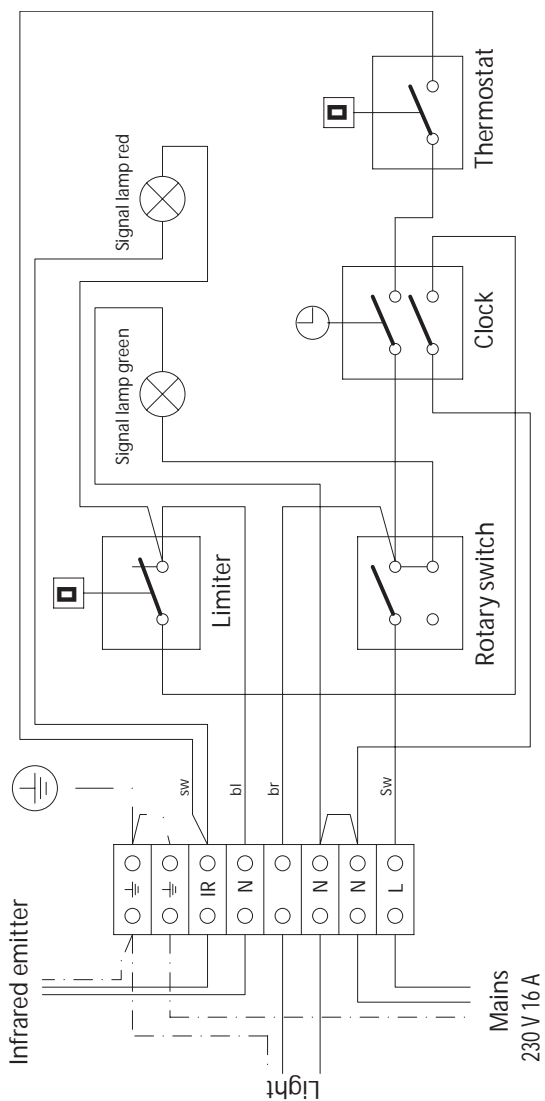 Infrared emitter
Light
Mains
230 V 16 A
IR
N
N
N
L
sw
bl
br
Sw
Limiter
Rotary switch
Signal lamp green
Signal lamp red
Clock
Thermostat